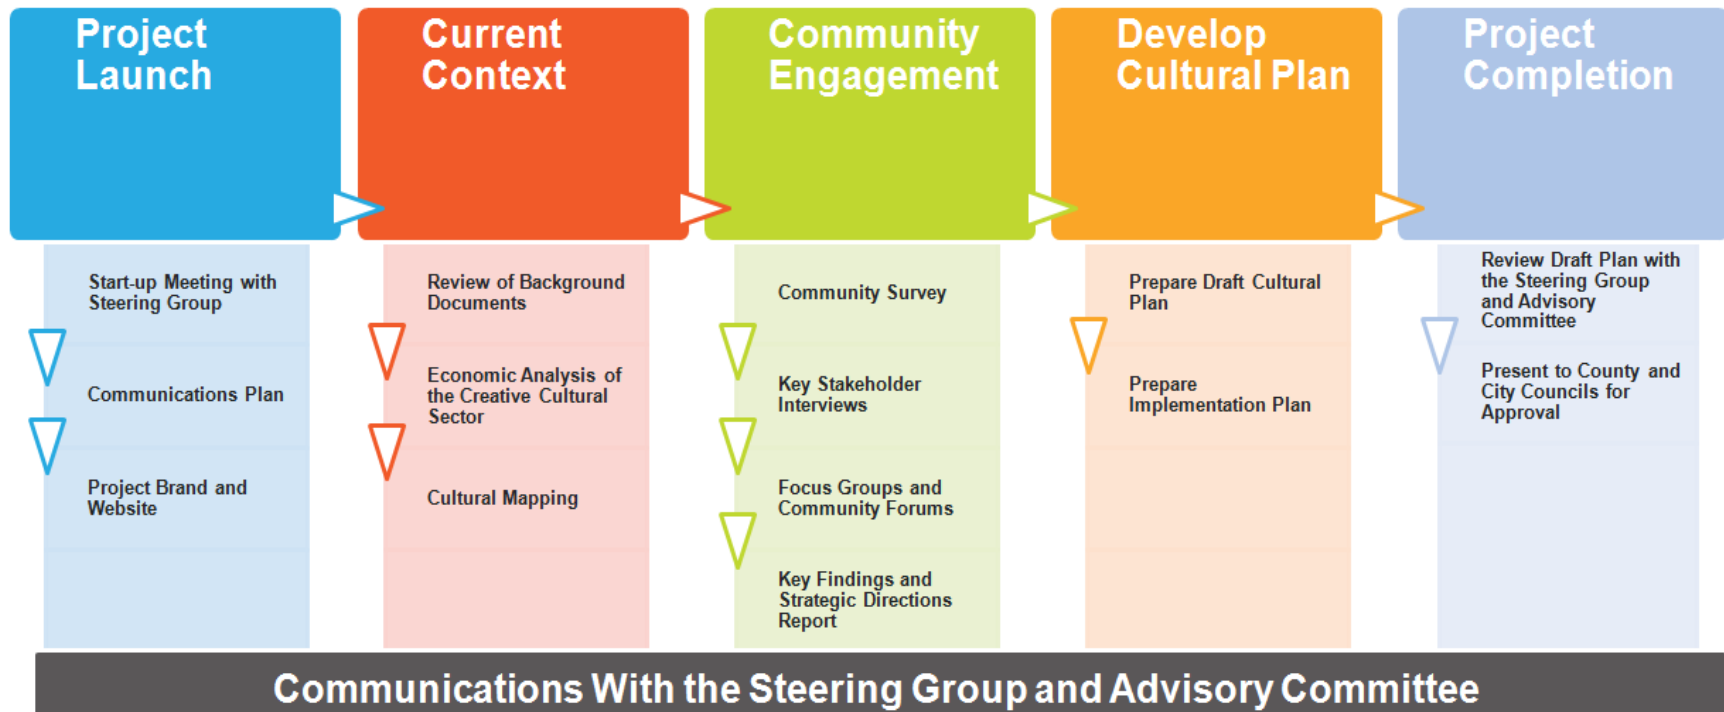 Project
Launch
Current
Context
Community
Engagement
Develop
Cultural Plan
Project
Completion
Start-up Meeting with
Steering Group
Communications Plan
Project Brand and
Website
Review of Background
Documents
Economic Analysis of
the Creative Cultural
Sector
Cultural Mapping
Community Survey
Key Stakeholder
Interviews
Focus Groups and
Community Forums
Key Findings and
Strategic Directions
Report
Prepare Draft Cultural
Plan
Prepare
Implementation Plan
Review Draft Plan with
the Steering Group
and Advisory
Committee
Present to County and
City Councils for
Approval
Communications With the Steering Group and Advisory Committee